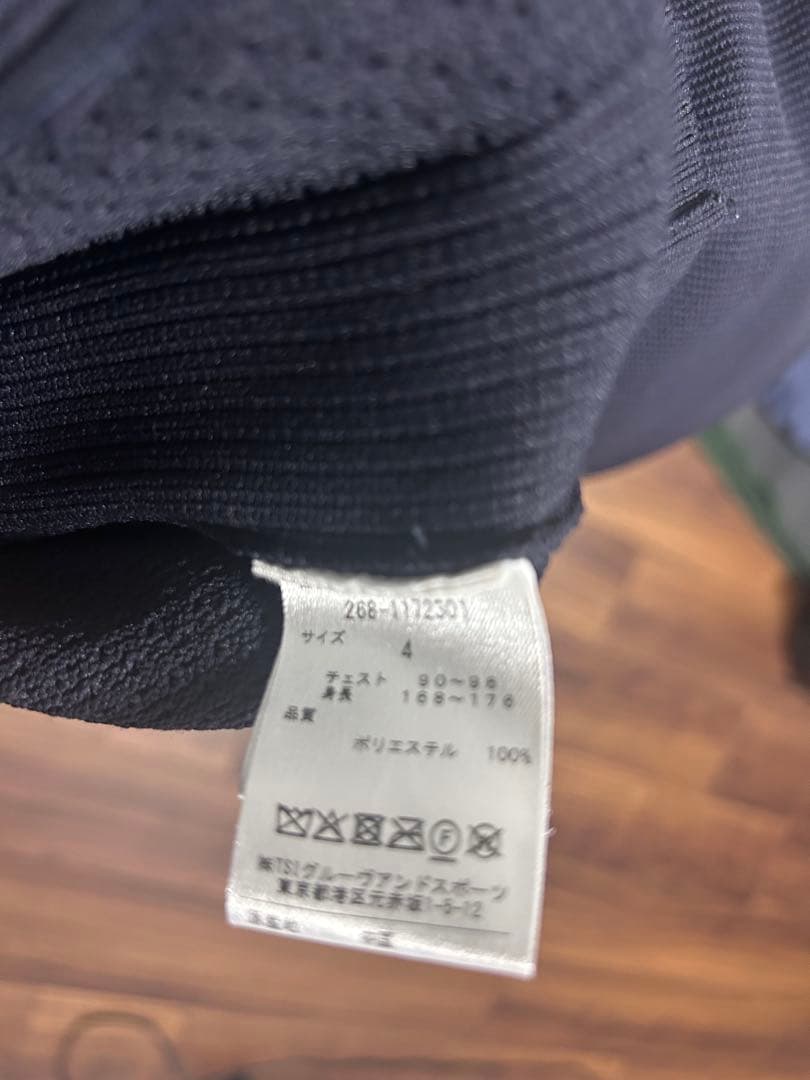 268-1172301
サイズ 4
チェスト 90~96
身長 168~176
品質
ポリエステル 100%
F
㈱TSIグルーヴアンドスポーツ
東京都港区元赤坂1-5-12